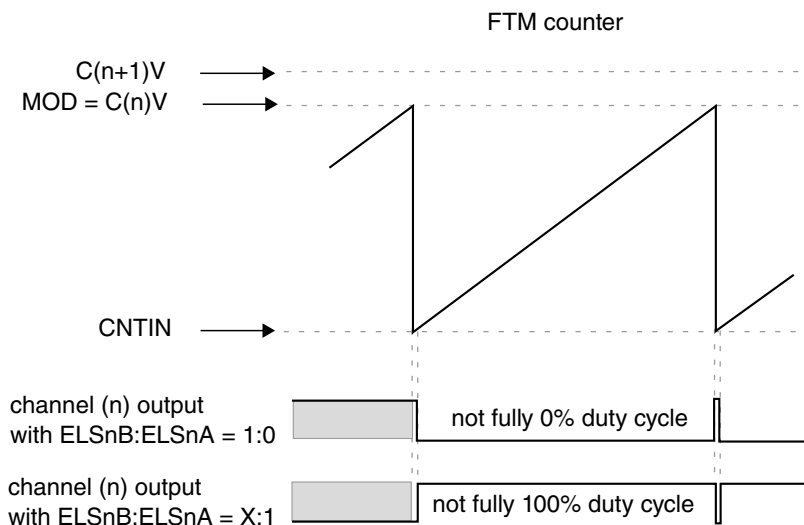 FTM counter
C(n+1)V
MOD = C(n)V
CNTIN
channel (n) output
with ELSnB:ELSnA = 1:0
not fully 0% duty cycle
channel (n) output
with ELSnB:ELSnA = X:1
not fully 100% duty cycle